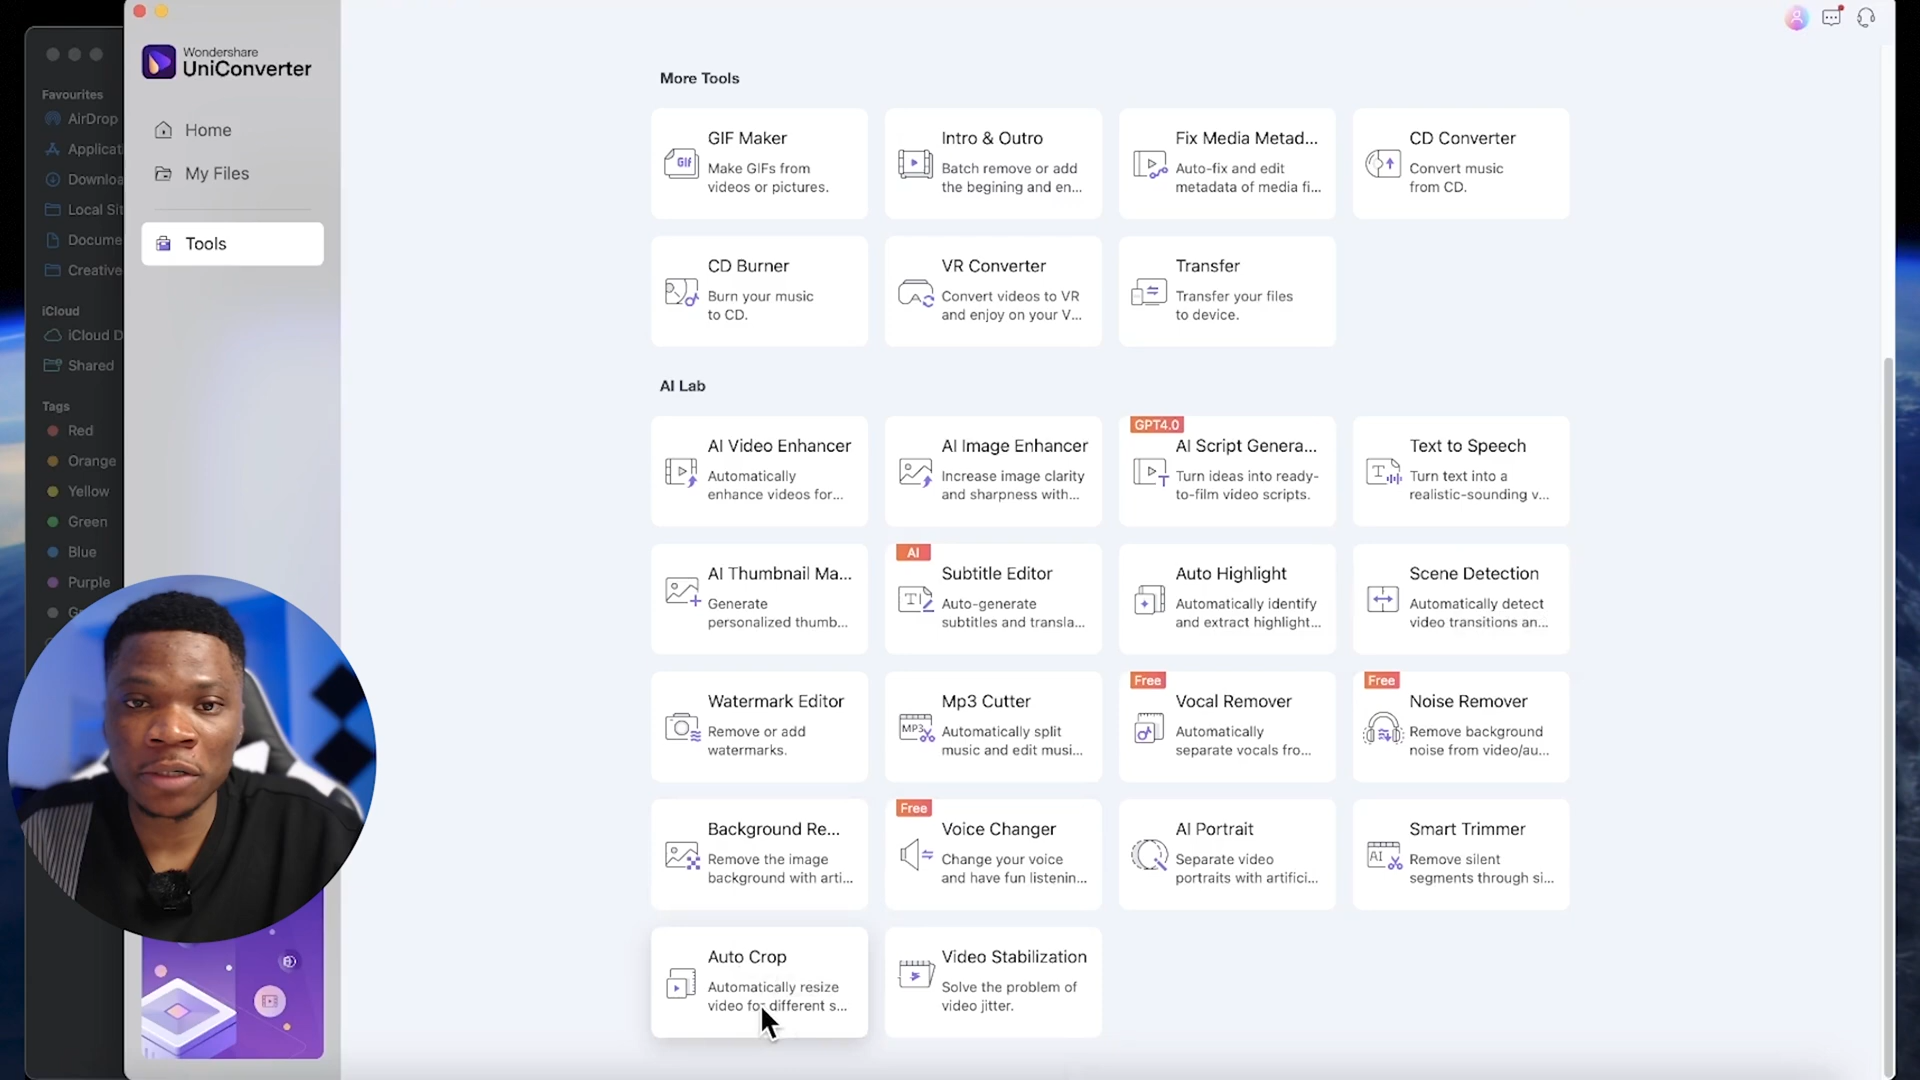 Wondershare
UniConverter
Home
My Files
Tools
Favourites
AirDrop
Applicat
Downloa
Local Sit
Docume
Creative
iCloud
iCloud D
Shared
Tags
Red
Orange
Yellow
Green
Blue
Purple
More Tools
GIF Maker
GIF
Make GIFs from
videos or pictures.
Intro & Outro
Batch remove or add
the begining and en...
Fix Media Metad...
Auto-fix and edit
metadata of media fi...
CD Converter
Convert music
from CD.
CD Burner
Burn your music
to CD.
VR Converter
Convert videos to VR
and enjoy on your V...
Transfer
Transfer your files
to device.
AI Lab
AI Video Enhancer
Automatically
enhance videos for...
AI Image Enhancer
Increase image clarity
and sharpness with...
GPT4.0
AI Script Genera...
Turn ideas into ready-
to-film video scripts.
Text to Speech
Turn text into a
realistic-sounding v...
AI Thumbnail Ma...
Generate
personalized thumb...
AI
Subtitle Editor
Auto-generate
subtitles and transla...
Auto Highlight
Automatically identify
and extract highlight...
Scene Detection
Automatically detect
video transitions an...
Watermark Editor
Remove or add
watermarks.
Mp3 Cutter
MP3
Automatically split
music and edit musi...
Free
Vocal Remover
Automatically
separate vocals fro...
Free
Noise Remover
Remove background
noise from video/au...
Background Re...
Remove the image
background with arti...
Free
Voice Changer
Change your voice
and have fun listenin...
AI Portrait
Separate video
portraits with artifici...
Smart Trimmer
AI
Remove silent
segments through si...
Auto Crop
Automatically resize
video for different s...
Video Stabilization
Solve the problem of
video jitter.